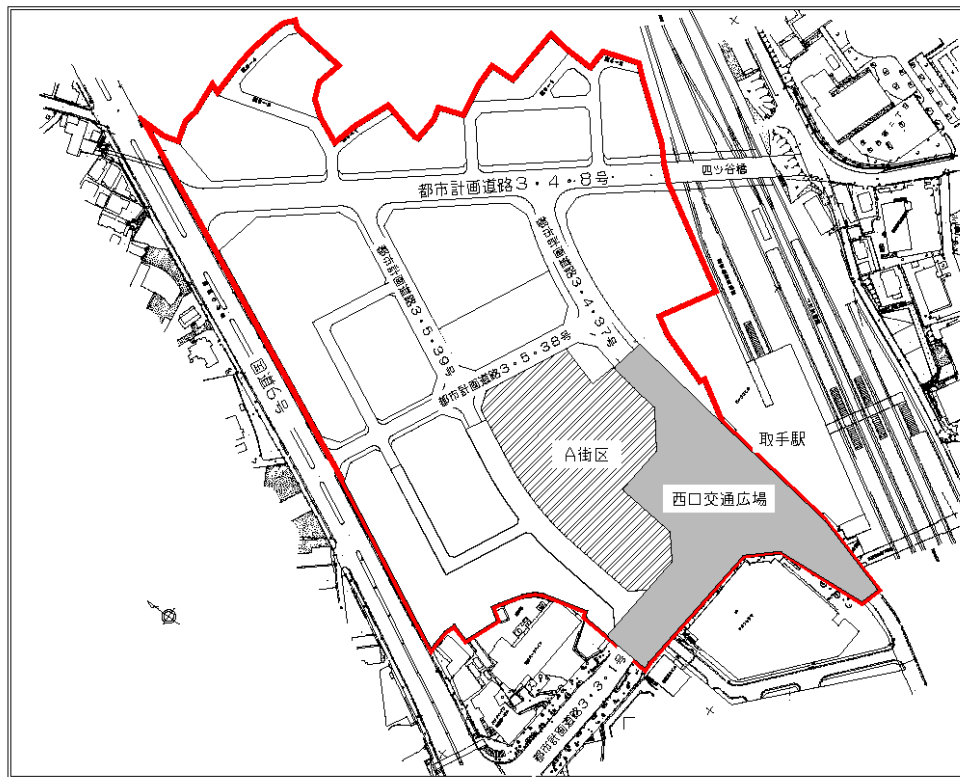 四ツ谷橋
都市計画道路3・4・8号
都市計画道路3・4・37号
都市計画道路3・5・39号
都市計画道路3・5・38号
国道6号
取手駅
A街区
西口交通広場
都市計画道路3・3・1号